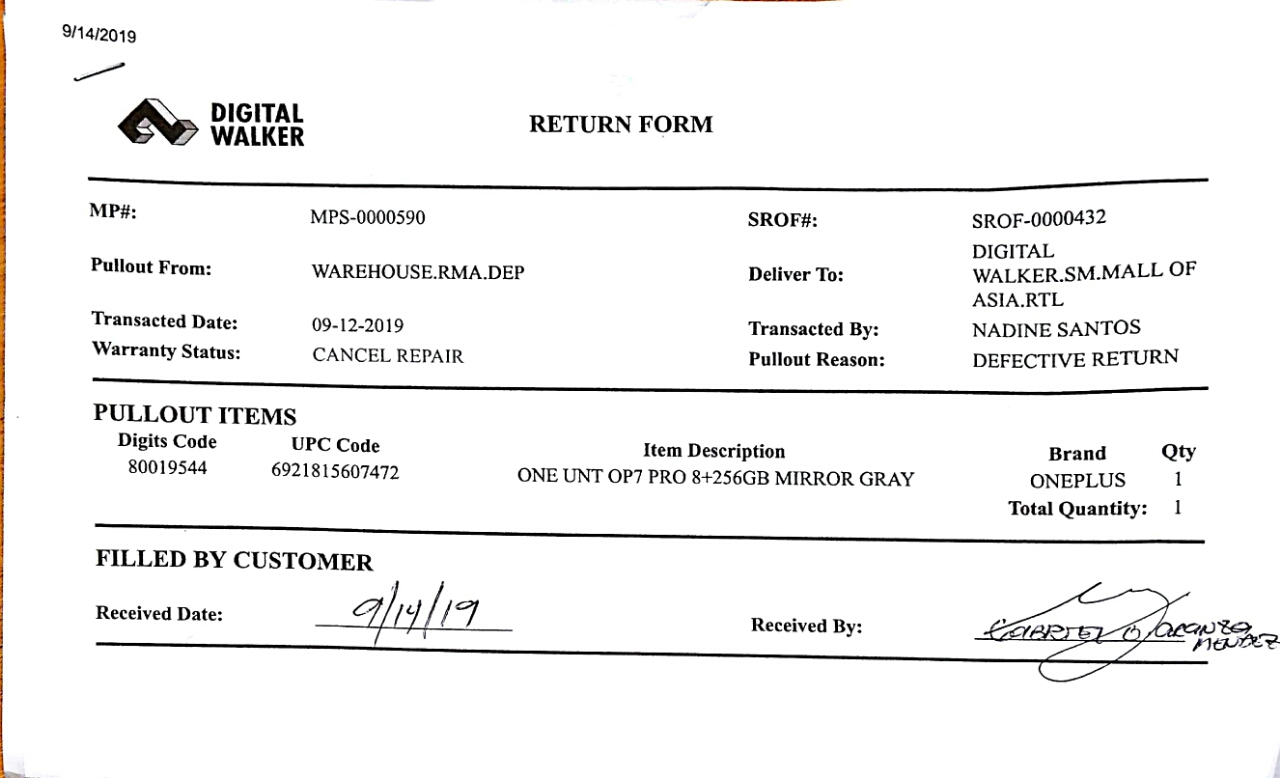 9/14/2019
DIGITAL
WALKER
RETURN FORM
MP#: MPS-0000590 SROF#: SROF-0000432
Pullout From: WAREHOUSE.RMA.DEP Deliver To: DIGITAL
WALKER.SM.MALL OF
ASIA.RTL
Transacted Date: 09-12-2019 Transacted By: NADINE SANTOS
Warranty Status: CANCEL REPAIR Pullout Reason: DEFECTIVE RETURN
PULLOUT ITEMS
Digits Code UPC Code Item Description Brand Qty
80019544 6921815607472 ONE UNT OP7 PRO 8+256GB MIRROR GRAY ONEPLUS 1
Total Quantity: 1
FILLED BY CUSTOMER
Received Date: 9/14/19 Received By: GABRIEL
MENDEZ